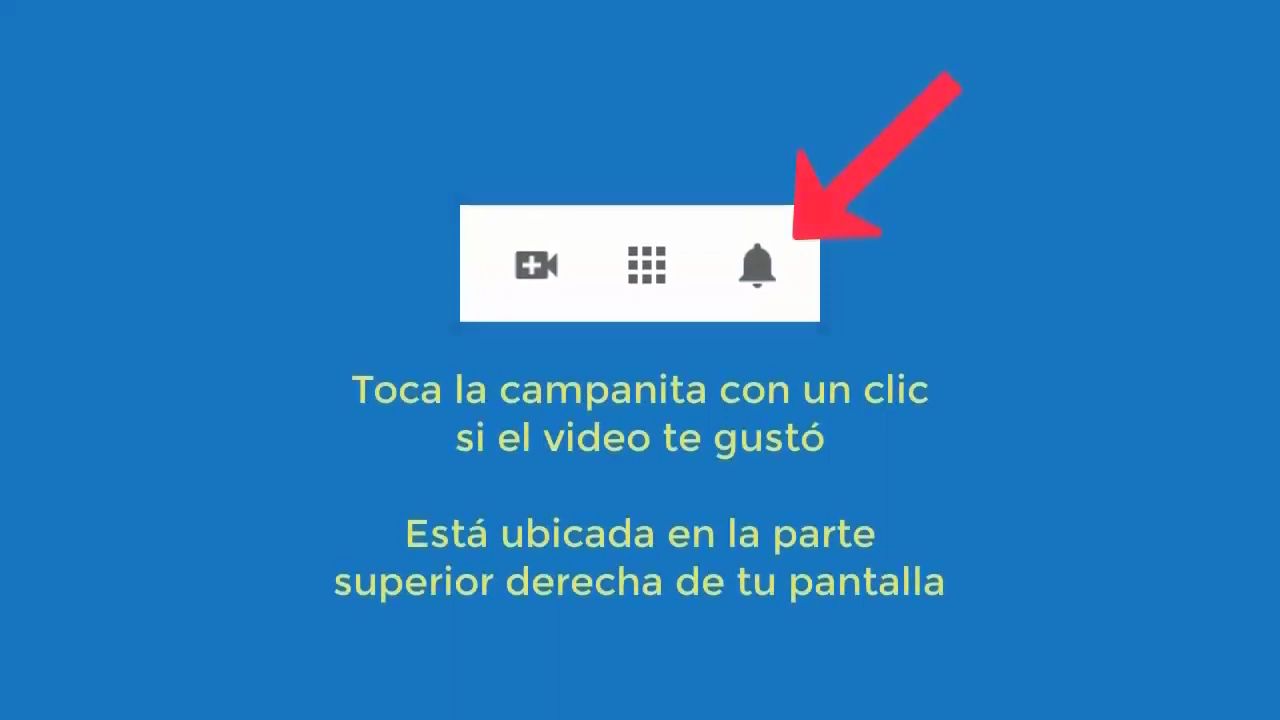 Toca la campanita con un clic
si el video te gustó
Está ubicada en la parte
superior derecha de tu pantalla